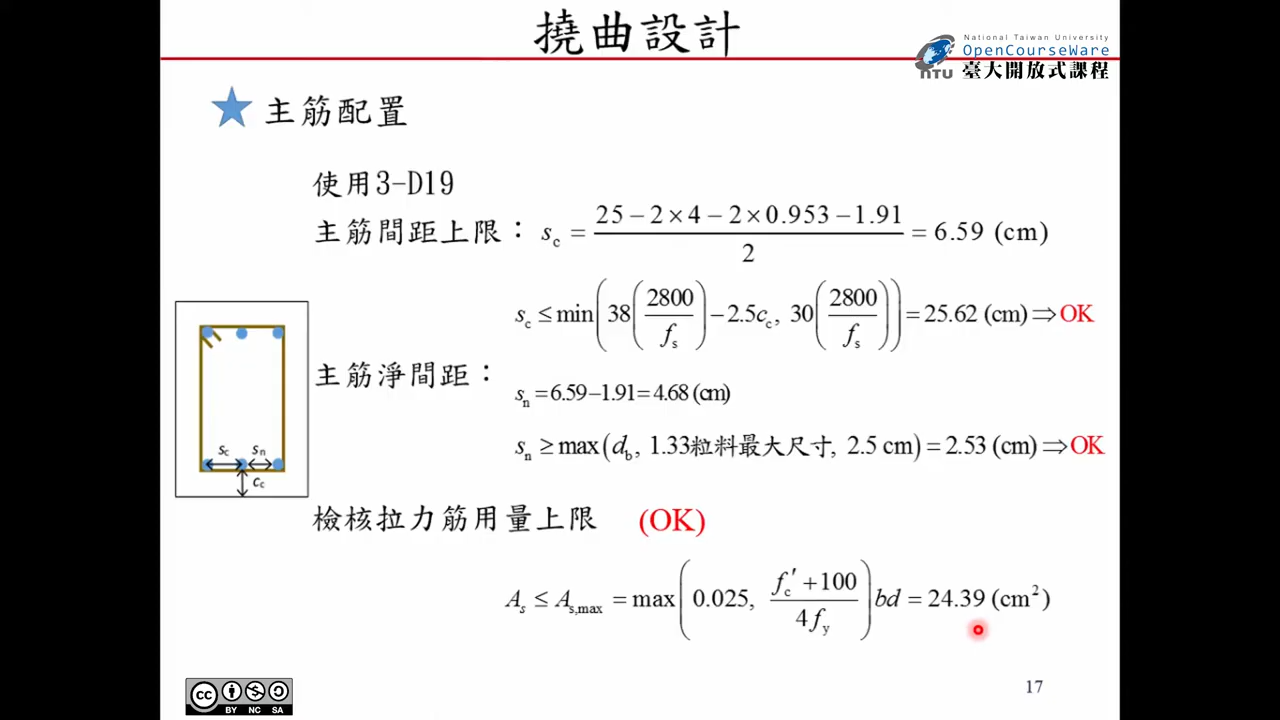 撓曲設計
National Taiwan University
OpenCourseWare
NTU 臺大開放式課程
主筋配置
使用3-D19
主筋間距上限： s_c = (25 − 2×4 − 2×0.953 − 1.91) / 2 = 6.59 (cm)
s_c ≤ min(38(2800/f_s) − 2.5c_c, 30(2800/f_s)) = 25.62 (cm) ⇒ OK
主筋淨間距：
s_n = 6.59 − 1.91 = 4.68 (cm)
s_n ≥ max(d_b, 1.33粒料最大尺寸, 2.5 cm) = 2.53 (cm) ⇒ OK
s_c s_n
c_c
檢核拉力筋用量上限 (OK)
A_s ≤ A_s,max = max(0.025, (f_c′ + 100) / 4f_y) bd = 24.39 (cm²)
17
cc
BY NC SA